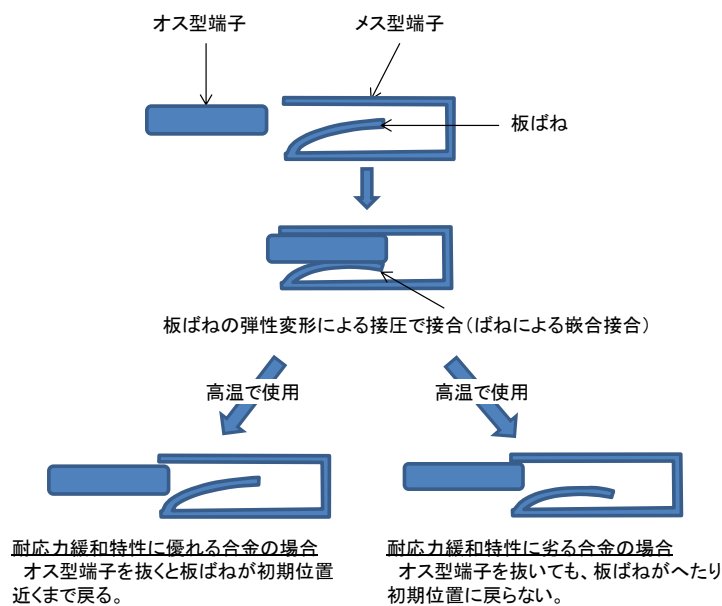 オス型端子
メス型端子
板ばね
板ばねの弾性変形による接圧で接合(ばねによる嵌合接合)
高温で使用
高温で使用
耐応力緩和特性に優れる合金の場合
オス型端子を抜くと板ばねが初期位置
近くまで戻る。
耐応力緩和特性に劣る合金の場合
オス型端子を抜いても、板ばねがへたり
初期位置に戻らない。